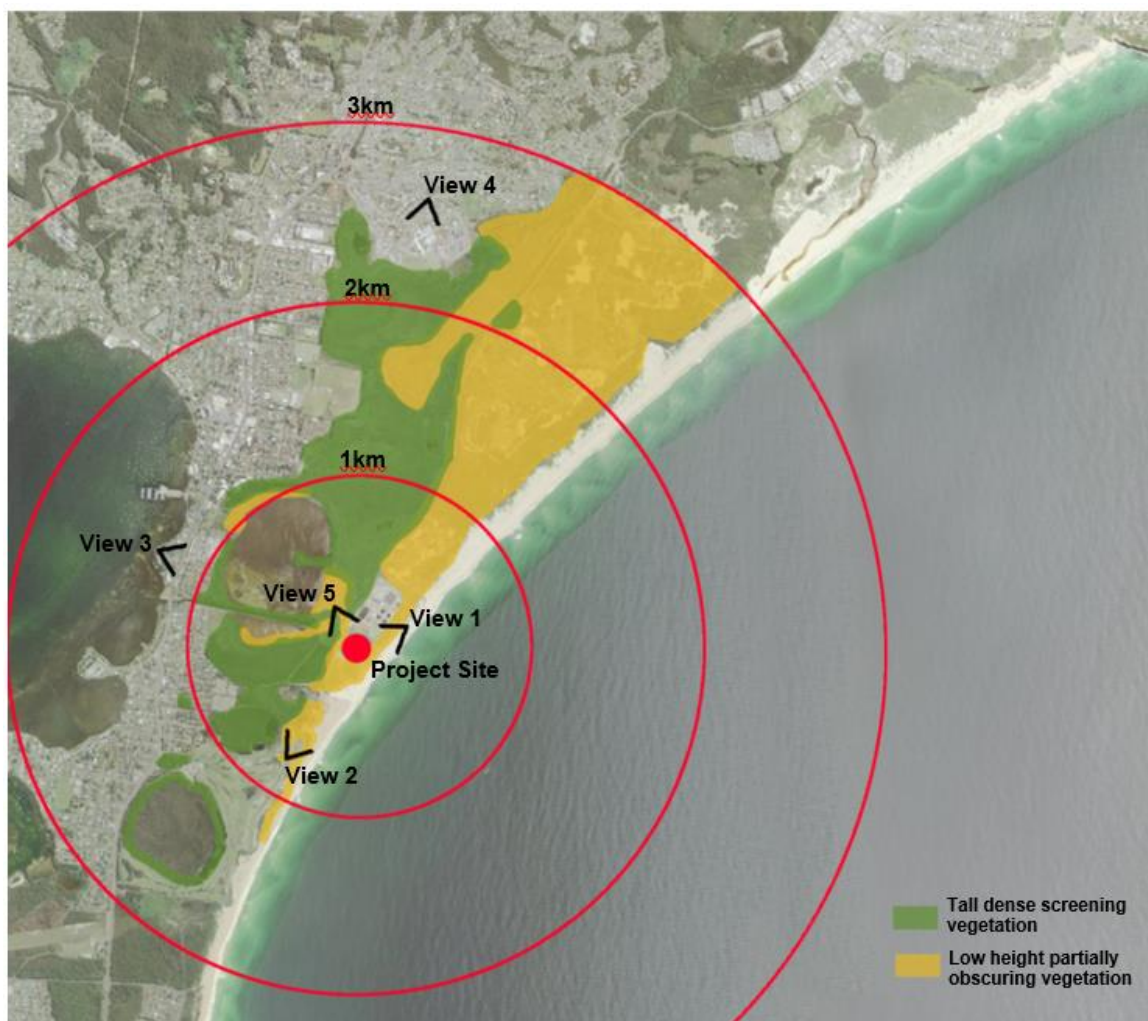 3km
View 4
2km
1km
View 3
View 5
View 1
Project Site
View 2
Tall dense screening
vegetation
Low height partially
obscuring vegetation